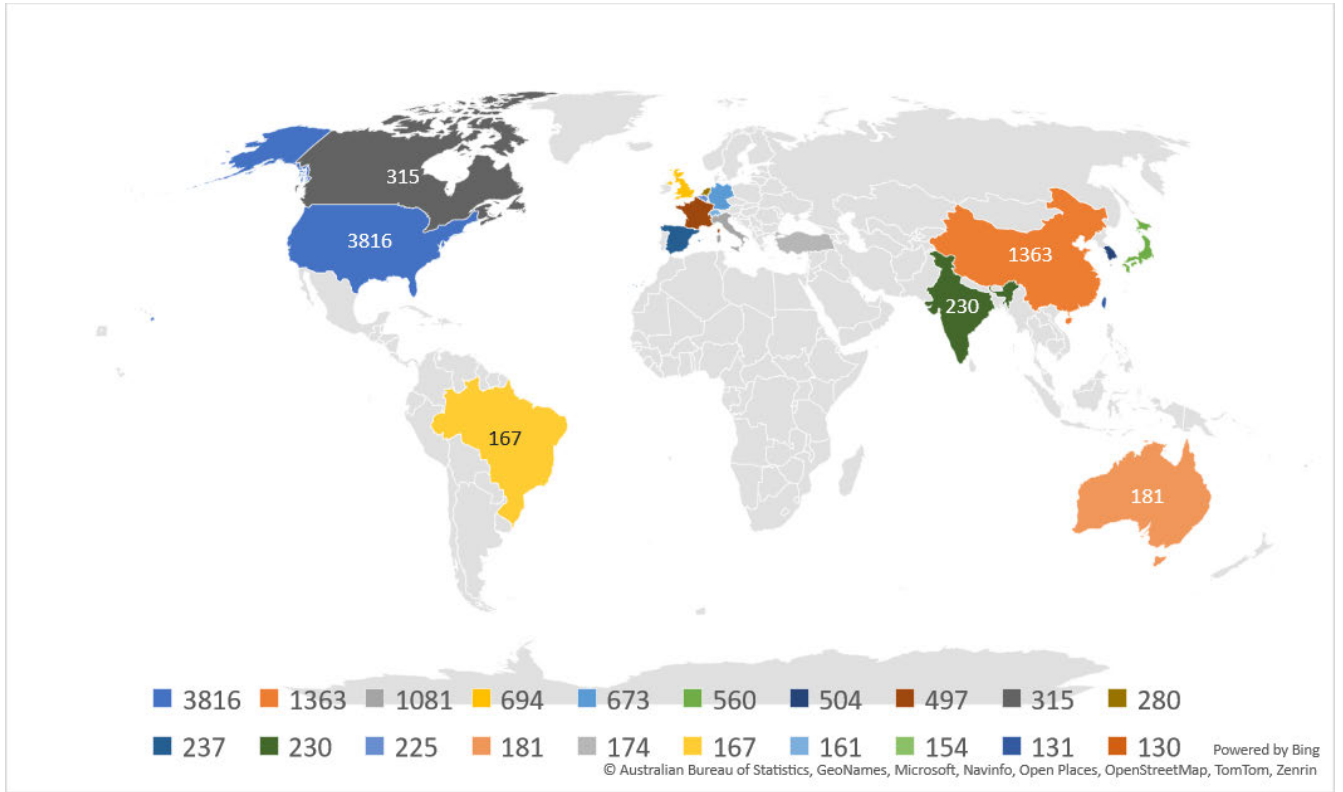 315
3816
1363
230
167
181
3816 1363 1081 694 673 560 504 497 315 280
237 230 225 181 174 167 161 154 131 130
Powered by Bing
© Australian Bureau of Statistics, GeoNames, Microsoft, Navinfo, Open Places, OpenStreetMap, TomTom, Zenrin